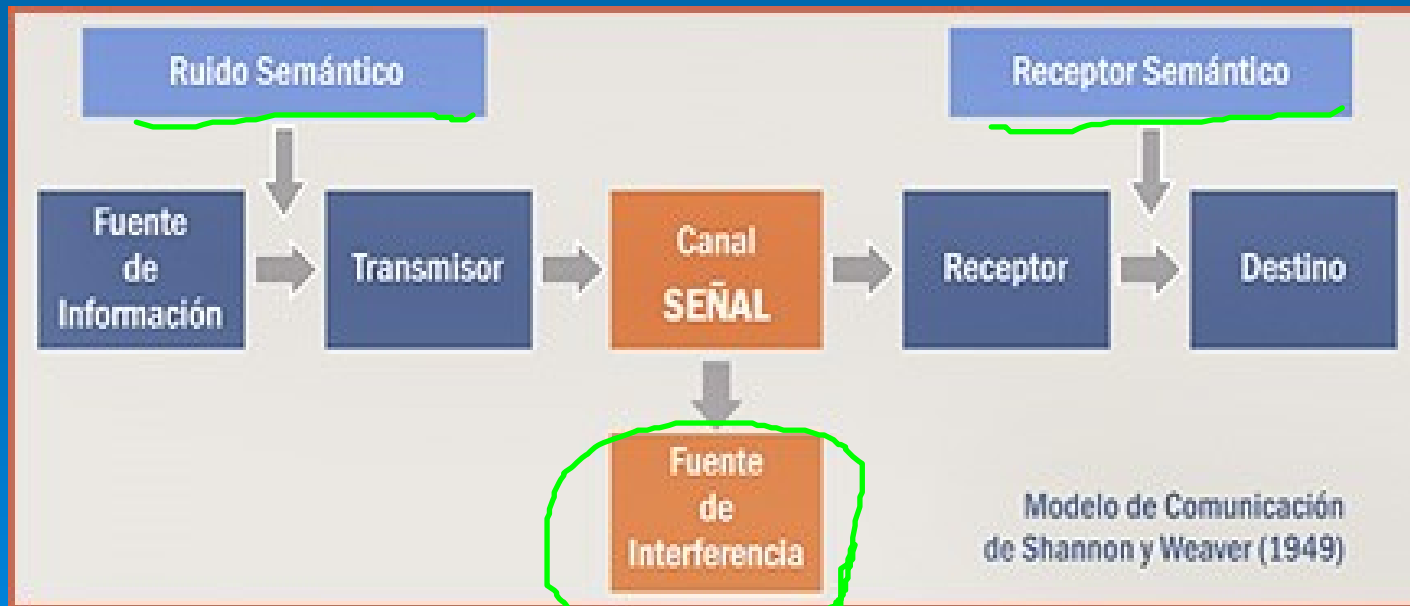 Ruido Semántico
Receptor Semántico
Fuente
de
Información
Transmisor
Canal
SEÑAL
Receptor
Destino
Fuente
de
Interferencia
Modelo de Comunicación
de Shannon y Weaver (1949)